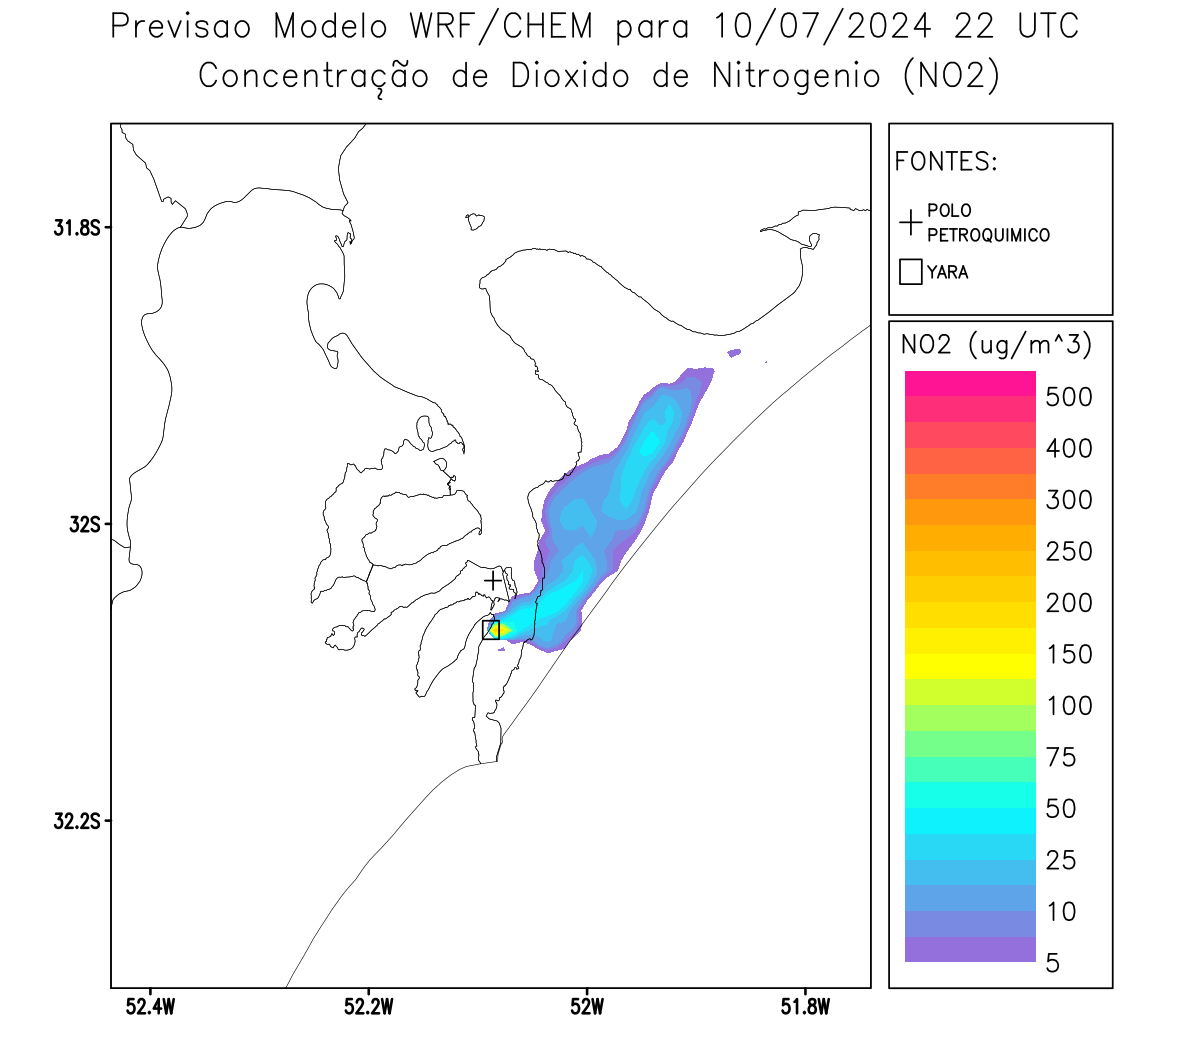 Previsao Modelo WRF/CHEM para 10/07/2024 22 UTC
Concentração de Dioxido de Nitrogenio (NO2)
FONTES:
POLO
PETROQUIMICO
YARA
NO2 (ug/m^3)
500
400
300
250
200
150
100
75
50
25
10
5
31.8S
32S
32.2S
52.4W
52.2W
52W
51.8W